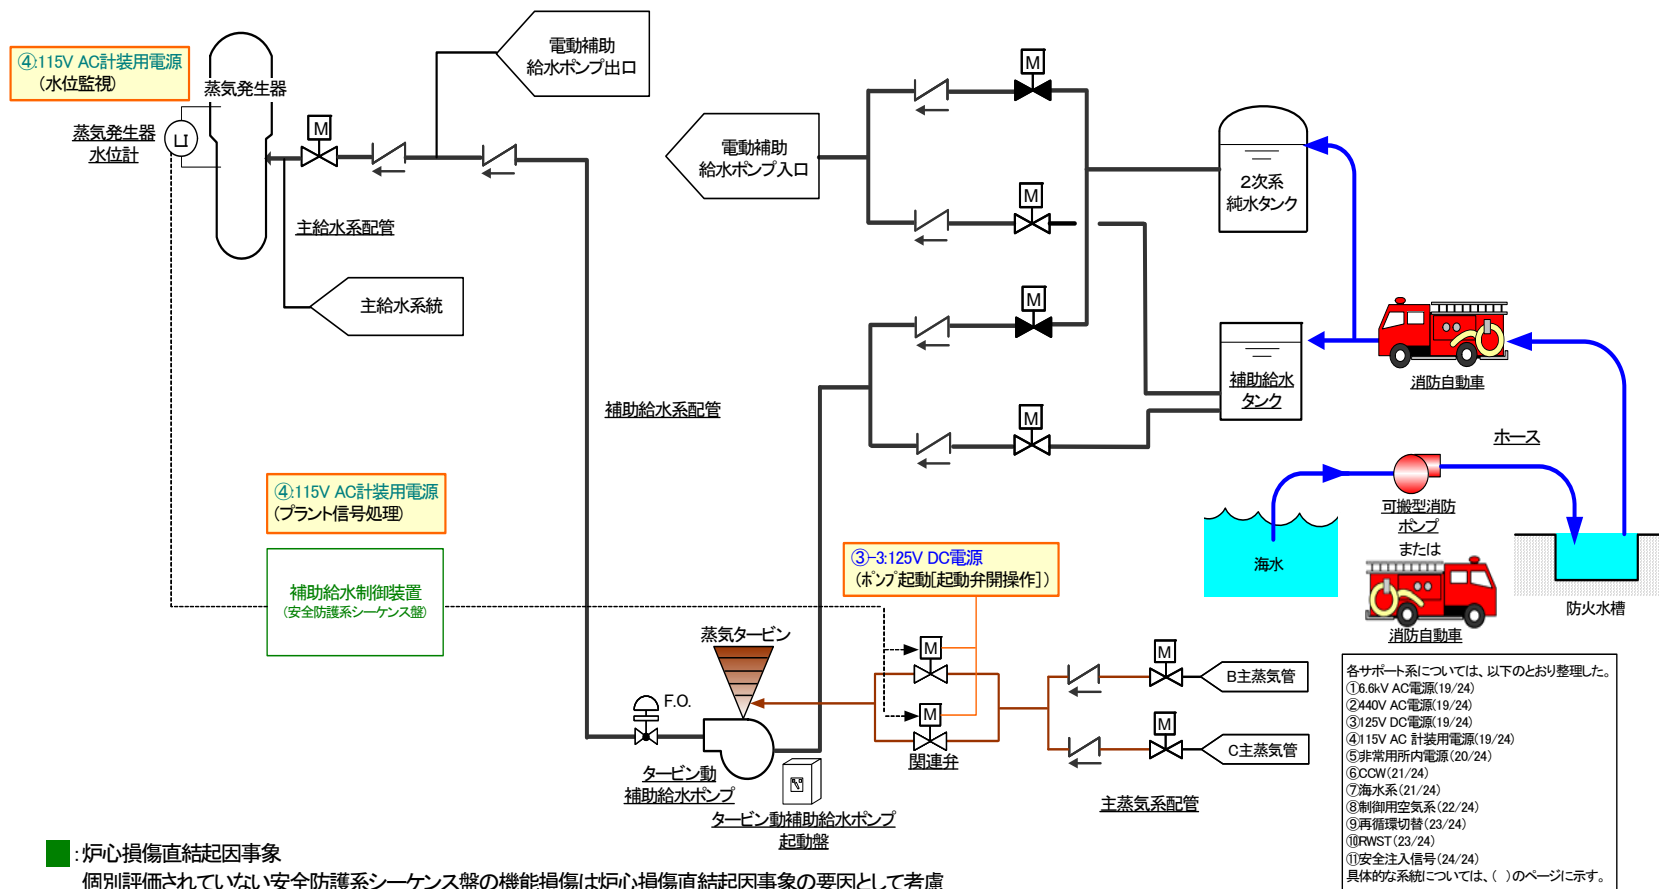 ④:115V AC計装用電源
(水位監視)
蒸気発生器
蒸気発生器
水位計
LI
M
電動補助
給水ポンプ出口
主給水系配管
主給水系統
電動補助
給水ポンプ入口
M
M
M
M
2次系
純水タンク
補助給水
タンク
消防自動車
ホース
可搬型消防
ポンプ
または
消防自動車
海水
防火水槽
補助給水系配管
④:115V AC計装用電源
(プラント信号処理)
補助給水制御装置
(安全防護系シーケンス盤)
③-3:125V DC電源
(ポンプ起動[起動弁開操作])
蒸気タービン
F.O.
M
M
関連弁
M
M
B主蒸気管
C主蒸気管
主蒸気系配管
タービン動
補助給水ポンプ
タービン動補助給水ポンプ
起動盤
各サポート系については、以下のとおり整理した。
①6.6kV AC電源(19/24)
②440V AC電源(19/24)
③125V DC電源(19/24)
④115V AC 計装用電源(19/24)
⑤非常用所内電源(20/24)
⑥CCW(21/24)
⑦海水系(21/24)
⑧制御用空気系(22/24)
⑨再循環切替(23/24)
⑩RWST(23/24)
⑪安全注入信号(24/24)
具体的な系統については、( )のページに示す。
:炉心損傷直結起因事象
個別評価されていない安全防護系シーケンス盤の機能損傷は炉心損傷直結起因事象の要因として考慮